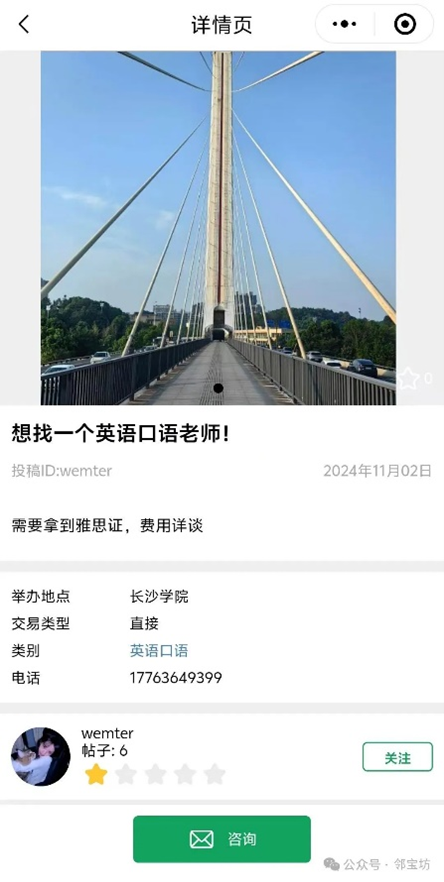 详情页
0
想找一个英语口语老师!
投稿ID:wemter 2024年11月02日
需要拿到雅思证，费用详谈
举办地点 长沙学院
交易类型 直接
类别 英语口语
电话 17763649399
wemter
帖子: 6
关注
咨询
公众号 · 邻宝坊